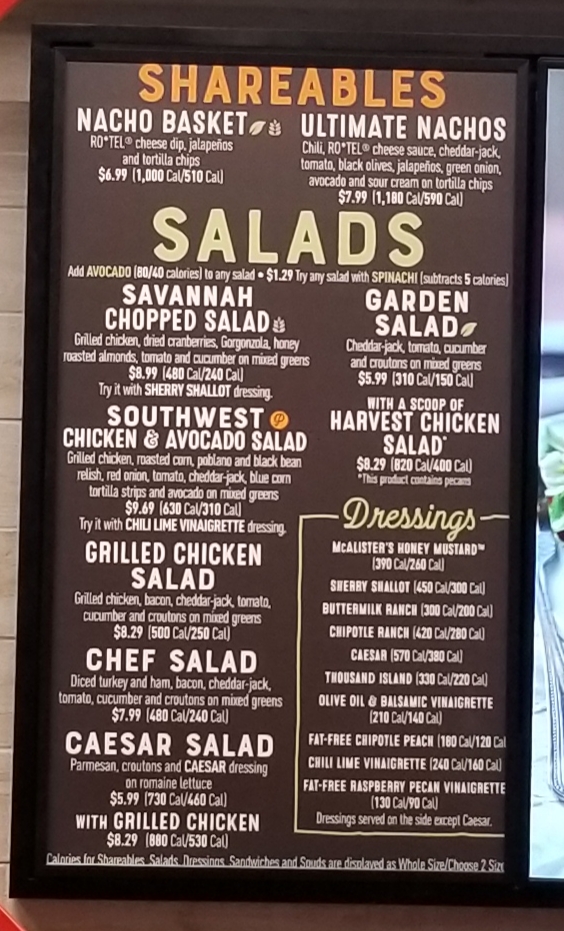 SHAREABLES
NACHO BASKET
RO*TEL® cheese dip, jalapeños
and tortilla chips
$6.99 (1,000 Cal/510 Cal)
ULTIMATE NACHOS
Chili, RO*TEL® cheese sauce, cheddar-jack,
tomato, black olives, jalapeños, green onion,
avocado and sour cream on tortilla chips
$7.99 (1,180 Cal/590 Cal)
SALADS
Add AVOCADO (80/40 calories) to any salad • $1.29 Try any salad with SPINACH! (subtracts 5 calories)
SAVANNAH
CHOPPED SALAD
Grilled chicken, dried cranberries, Gorgonzola, honey
roasted almonds, tomato and cucumber on mixed greens
$8.99 (480 Cal/240 Cal)
Try it with SHERRY SHALLOT dressing.
SOUTHWEST
CHICKEN & AVOCADO SALAD
Grilled chicken, roasted corn, poblano and black bean
relish, red onion, tomato, cheddar-jack, blue corn
tortilla strips and avocado on mixed greens
$9.69 (630 Cal/310 Cal)
Try it with CHILI LIME VINAIGRETTE dressing.
GRILLED CHICKEN
SALAD
Grilled chicken, bacon, cheddar-jack, tomato,
cucumber and croutons on mixed greens
$8.29 (500 Cal/250 Cal)
CHEF SALAD
Diced turkey and ham, bacon, cheddar-jack,
tomato, cucumber and croutons on mixed greens
$7.99 (480 Cal/240 Cal)
CAESAR SALAD
Parmesan, croutons and CAESAR dressing
on romaine lettuce
$5.99 (730 Cal/460 Cal)
WITH GRILLED CHICKEN
$8.29 (880 Cal/530 Cal)
GARDEN
SALAD
Cheddar-jack, tomato, cucumber
and croutons on mixed greens
$5.99 (310 Cal/150 Cal)
WITH A SCOOP OF
HARVEST CHICKEN
SALAD*
$8.29 (820 Cal/400 Cal)
*This product contains pecans
Dressings
McALISTER'S HONEY MUSTARD™
(390 Cal/260 Cal)
SHERRY SHALLOT (450 Cal/300 Cal)
BUTTERMILK RANCH (300 Cal/200 Cal)
CHIPOTLE RANCH (420 Cal/280 Cal)
CAESAR (570 Cal/380 Cal)
THOUSAND ISLAND (330 Cal/220 Cal)
OLIVE OIL & BALSAMIC VINAIGRETTE
(210 Cal/140 Cal)
FAT-FREE CHIPOTLE PEACH (180 Cal/120 Cal
CHILI LIME VINAIGRETTE (240 Cal/160 Cal)
FAT-FREE RASPBERRY PECAN VINAIGRETTE
(130 Cal/90 Cal)
Dressings served on the side except Caesar.
Calories for Shareables, Salads, Dressings, Sandwiches and Spuds are displayed as Whole Size/Choose 2 Size